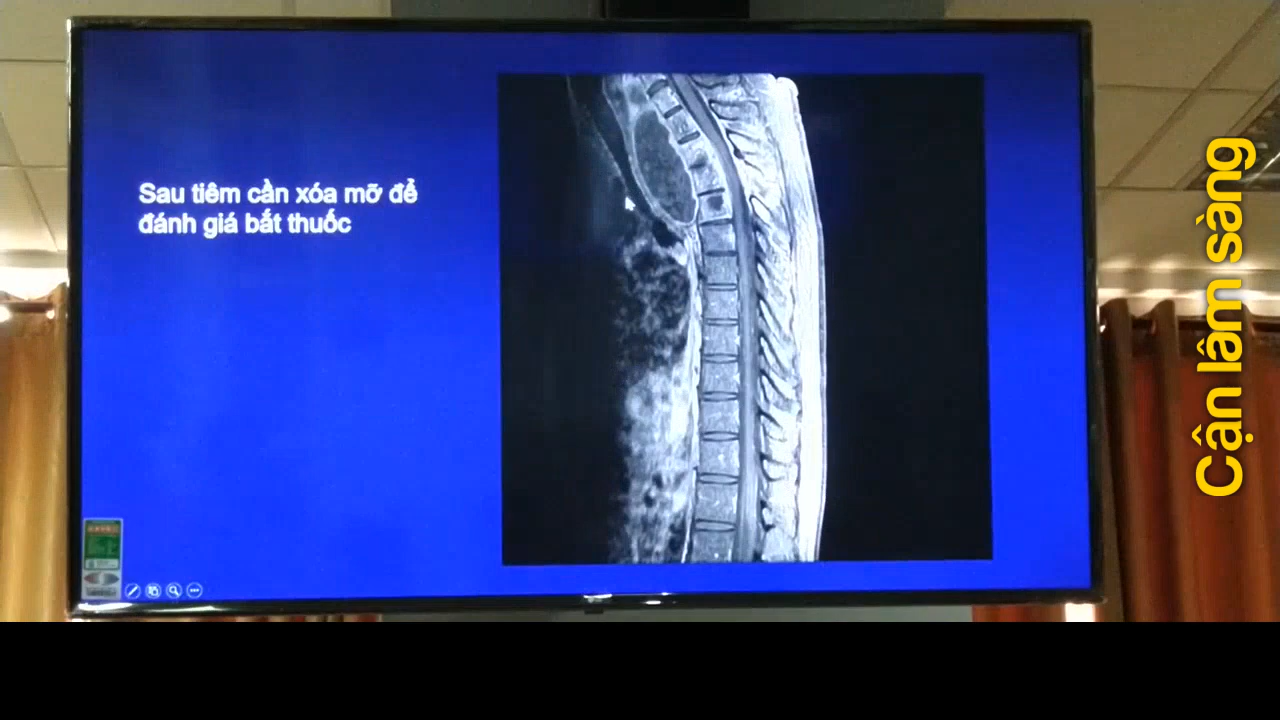 Sau tiêm cần xóa mỡ để
đánh giá bắt thuốc
Cận lâm sàng